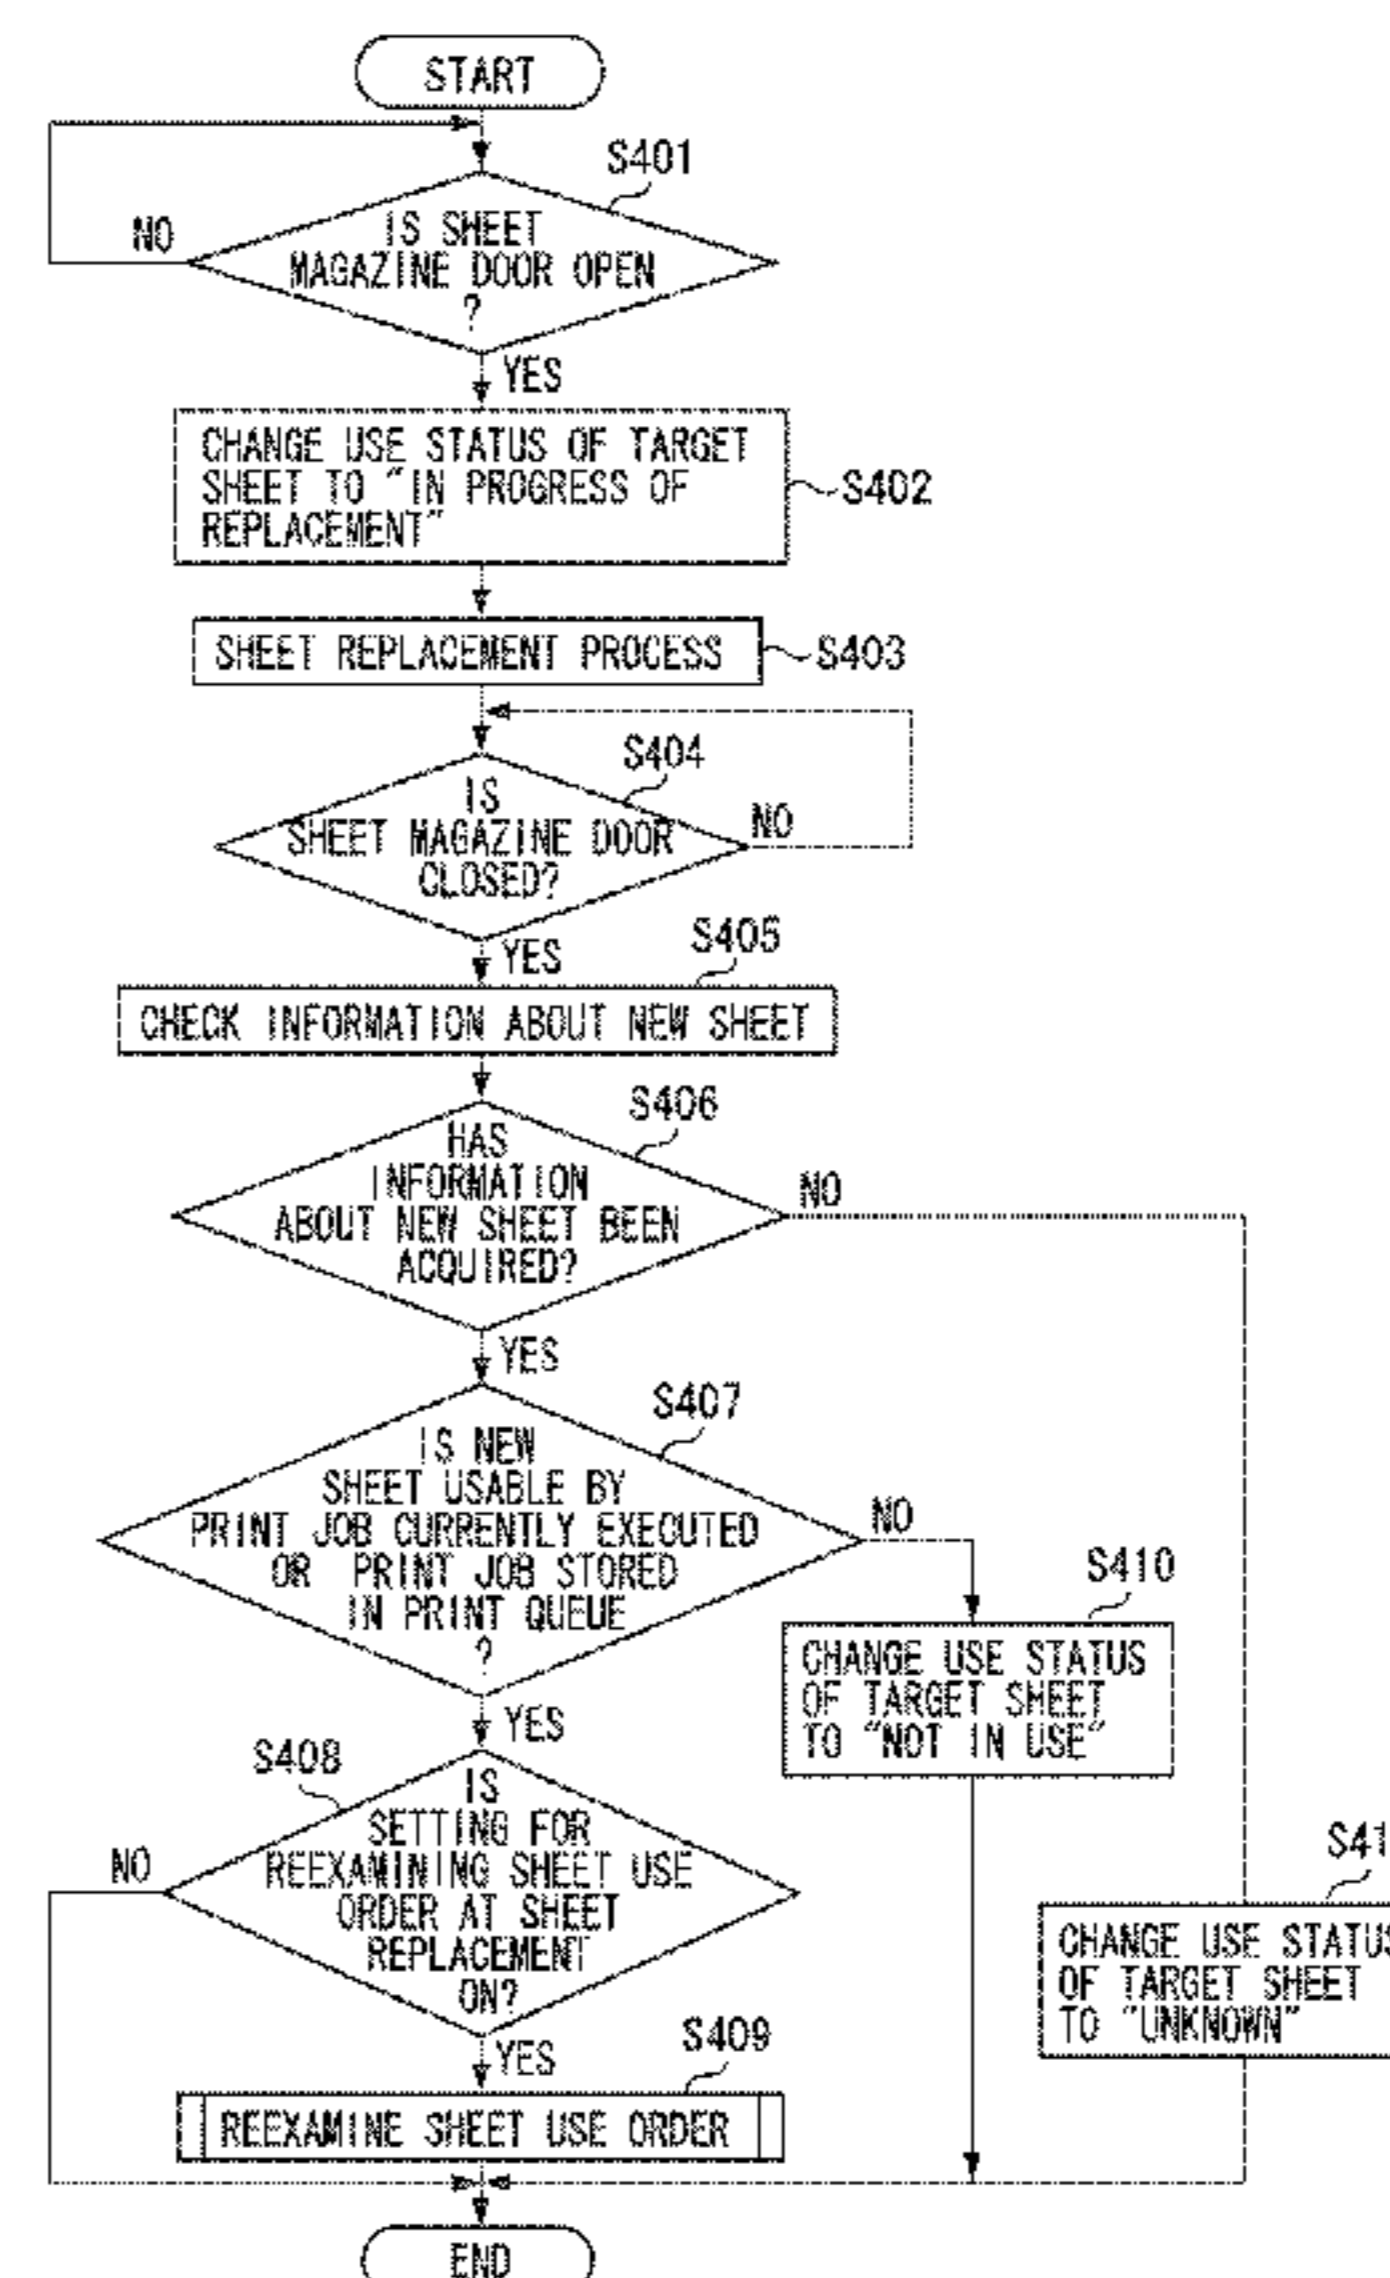 START
S401
IS SHEET
MAGAZINE DOOR OPEN
?
NO
YES
CHANGE USE STATUS OF TARGET
SHEET TO "IN PROGRESS OF
REPLACEMENT"
S402
SHEET REPLACEMENT PROCESS
S403
S404
IS
SHEET MAGAZINE DOOR
CLOSED?
NO
YES
S405
CHECK INFORMATION ABOUT NEW SHEET
S406
HAS
INFORMATION
ABOUT NEW SHEET BEEN
ACQUIRED?
NO
YES
S407
IS NEW
SHEET USABLE BY
PRINT JOB CURRENTLY EXECUTED
OR PRINT JOB STORED
IN PRINT QUEUE
?
NO
YES
S410
CHANGE USE STATUS
OF TARGET SHEET
TO "NOT IN USE"
S408
IS
SETTING FOR
REEXAMINING SHEET USE
ORDER AT SHEET
REPLACEMENT
ON?
NO
YES
S41
CHANGE USE STATUS
OF TARGET SHEET
TO "UNKNOWN"
S409
REEXAMINE SHEET USE ORDER
END